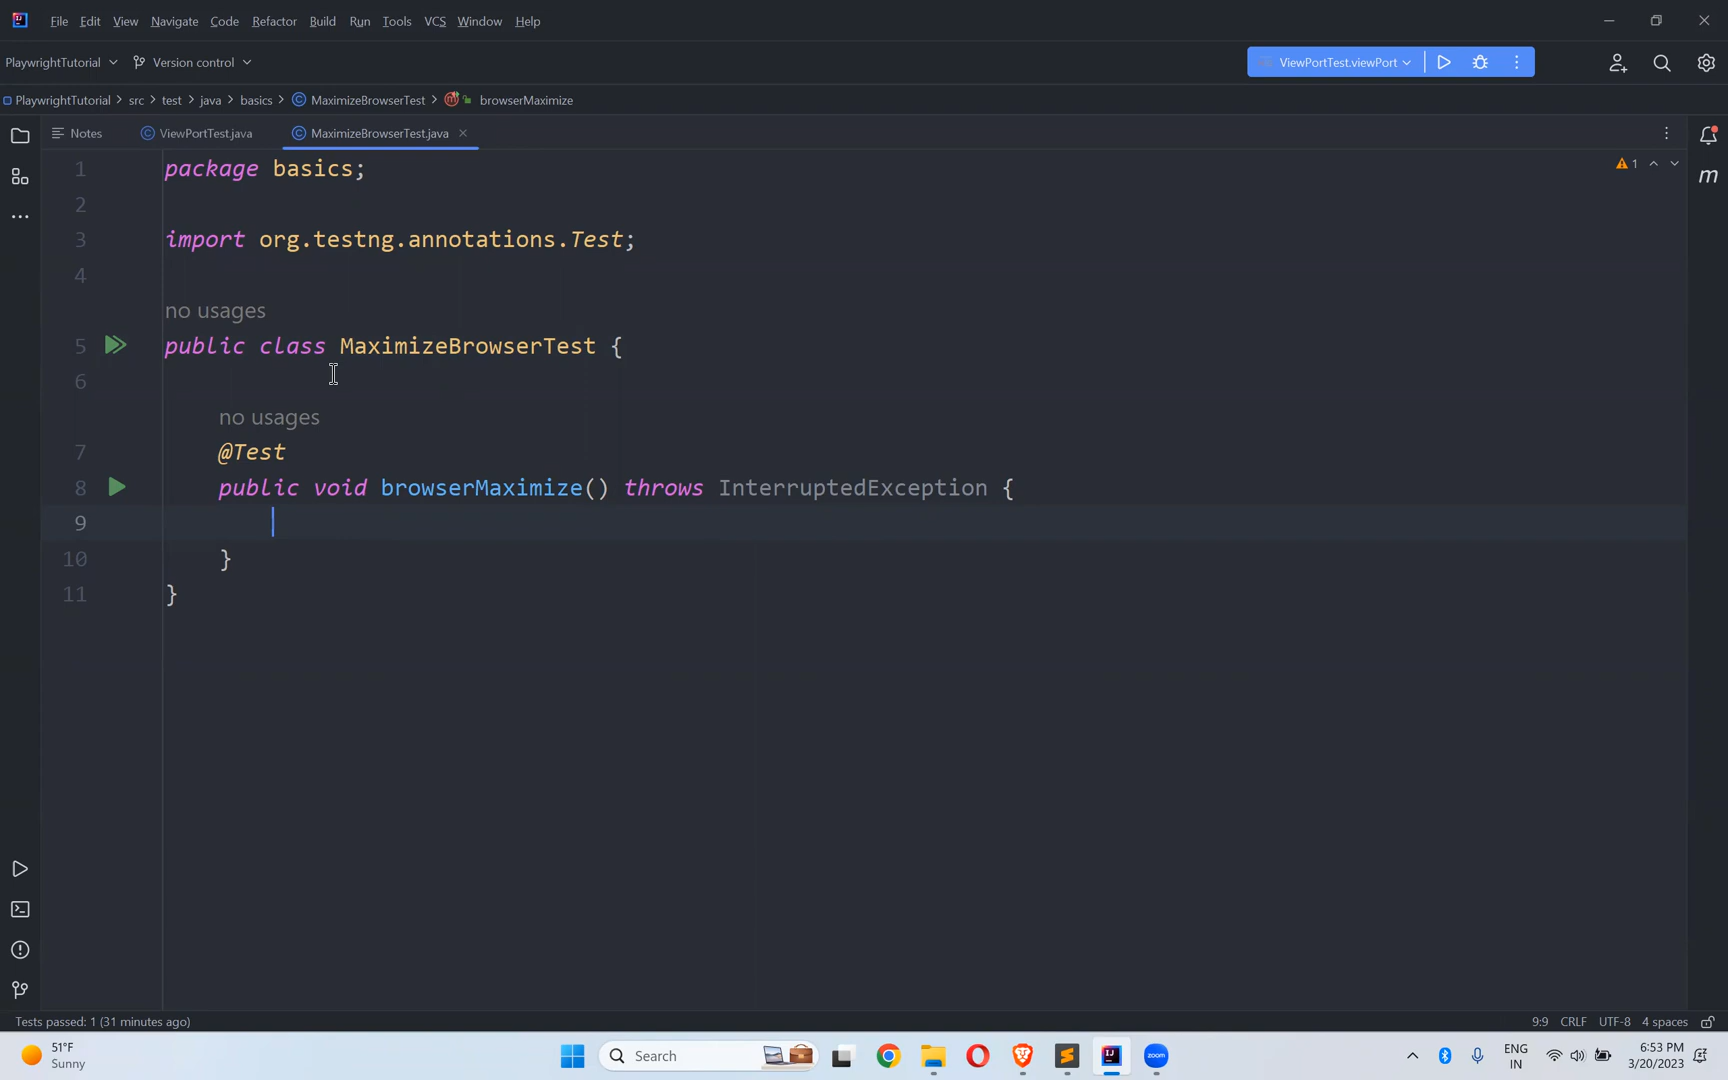 File Edit View Navigate Code Refactor Build Run Tools VCS Window Help
PlaywrightTutorial Version control ViewPortTest.viewPort
PlaywrightTutorial > src > test > java > basics > MaximizeBrowserTest > browserMaximize
Notes ViewPortTest.java MaximizeBrowserTest.java
1 package basics; 1
2
3 import org.testng.annotations.Test;
4
no usages
5 public class MaximizeBrowserTest {
6
no usages
7 @Test
8 public void browserMaximize() throws InterruptedException {
9
10 }
11 }
Tests passed: 1 (31 minutes ago) 9:9 CRLF UTF-8 4 spaces
51°F
Sunny
Search
zoom
ENG
IN
6:53 PM
3/20/2023